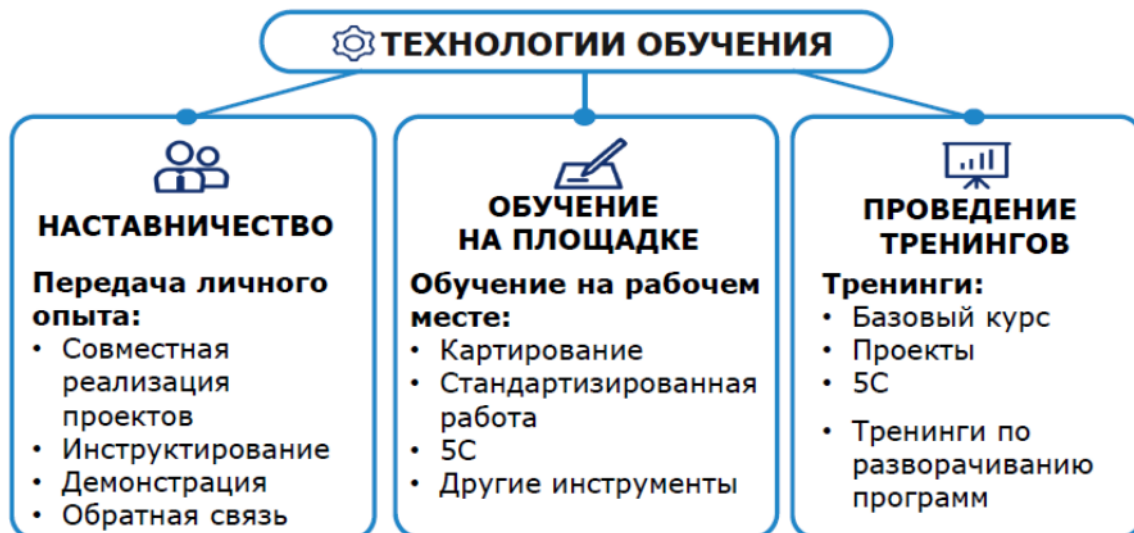 ТЕХНОЛОГИИ ОБУЧЕНИЯ
НАСТАВНИЧЕСТВО
Передача личного
опыта:
• Совместная
реализация
проектов
• Инструктирование
• Демонстрация
• Обратная связь
ОБУЧЕНИЕ
НА ПЛОЩАДКЕ
Обучение на рабочем
месте:
• Картирование
• Стандартизированная
работа
• 5С
• Другие инструменты
ПРОВЕДЕНИЕ
ТРЕНИНГОВ
Тренинги:
• Базовый курс
• Проекты
• 5С
• Тренинги по
разворачиванию
программ